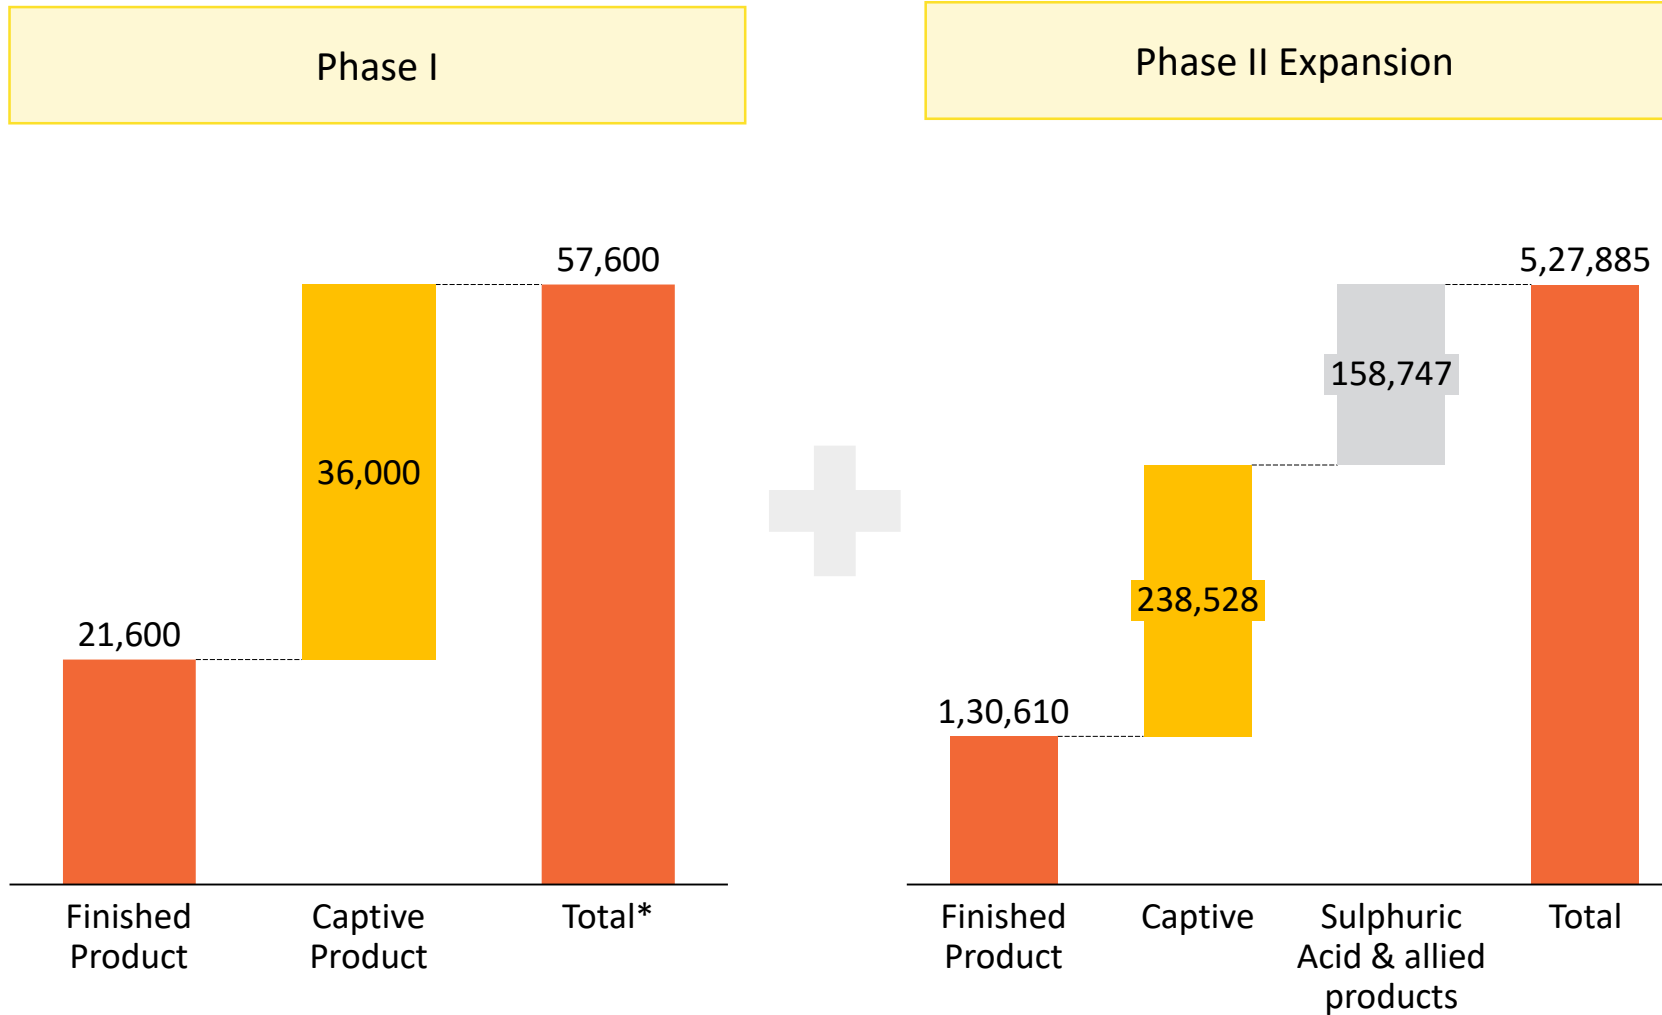 Phase I
Phase II Expansion
57,600
36,000
21,600
Finished
Product
Captive
Product
Total*
5,27,885
158,747
238,528
1,30,610
Finished
Product
Captive
Sulphuric
Acid & allied
products
Total